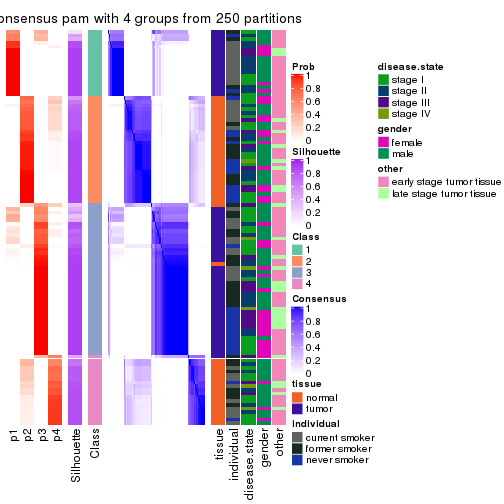 onsensus pam with 4 groups from 250 partitions
Prob
1
0.8
0.6
0.4
0.2
0
Silhouette
1
0.8
0.6
0.4
0.2
0
Class
1
2
3
4
Consensus
1
0.8
0.6
0.4
0.2
0
tissue
normal
tumor
individual
current smoker
former smoker
never smoker
disease.state
stage I
stage II
stage III
stage IV
gender
female
male
other
early stage tumor tissue
late stage tumor tissue
p1
p2
p3
p4
Silhouette
Class
tissue
individual
disease.state
gender
other